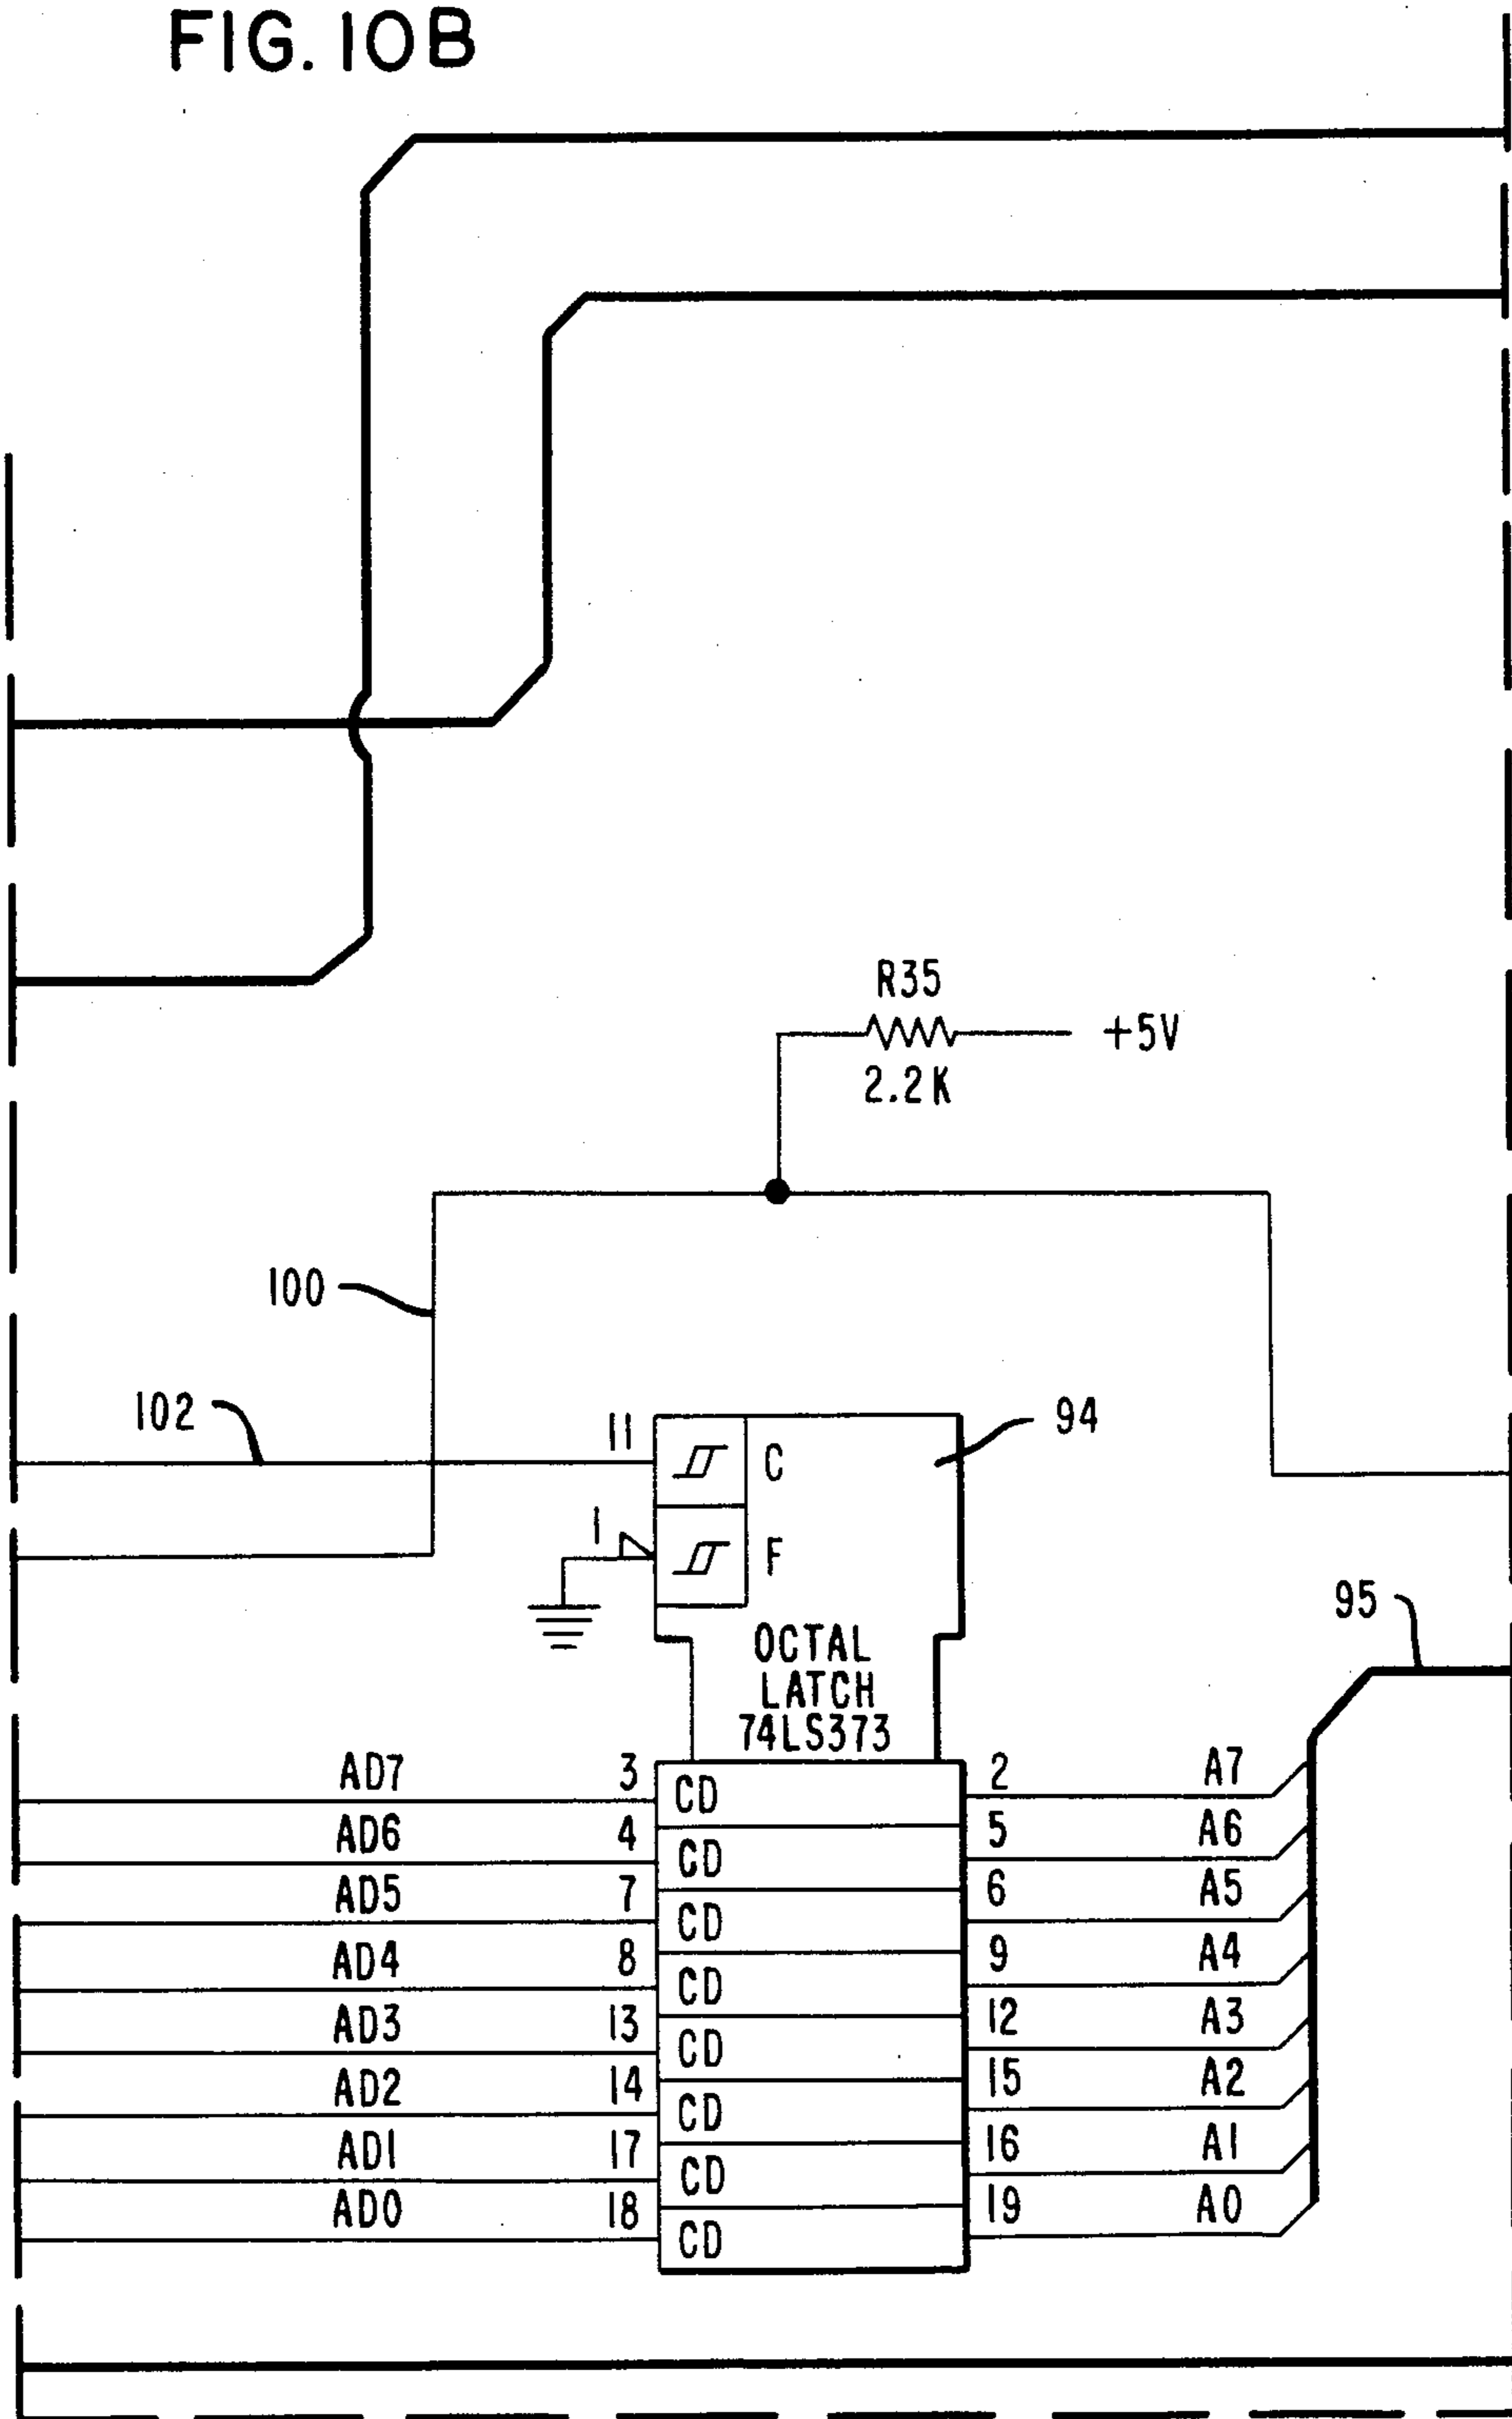 FIG. 10B
R35
+5V
2.2K
100
102
11
C
94
1
F
95
OCTAL
LATCH
74LS373
AD7 3 CD 2 A7
AD6 4 CD 5 A6
AD5 7 CD 6 A5
AD4 8 CD 9 A4
AD3 13 CD 12 A3
AD2 14 CD 15 A2
AD1 17 CD 16 A1
AD0 18 CD 19 A0